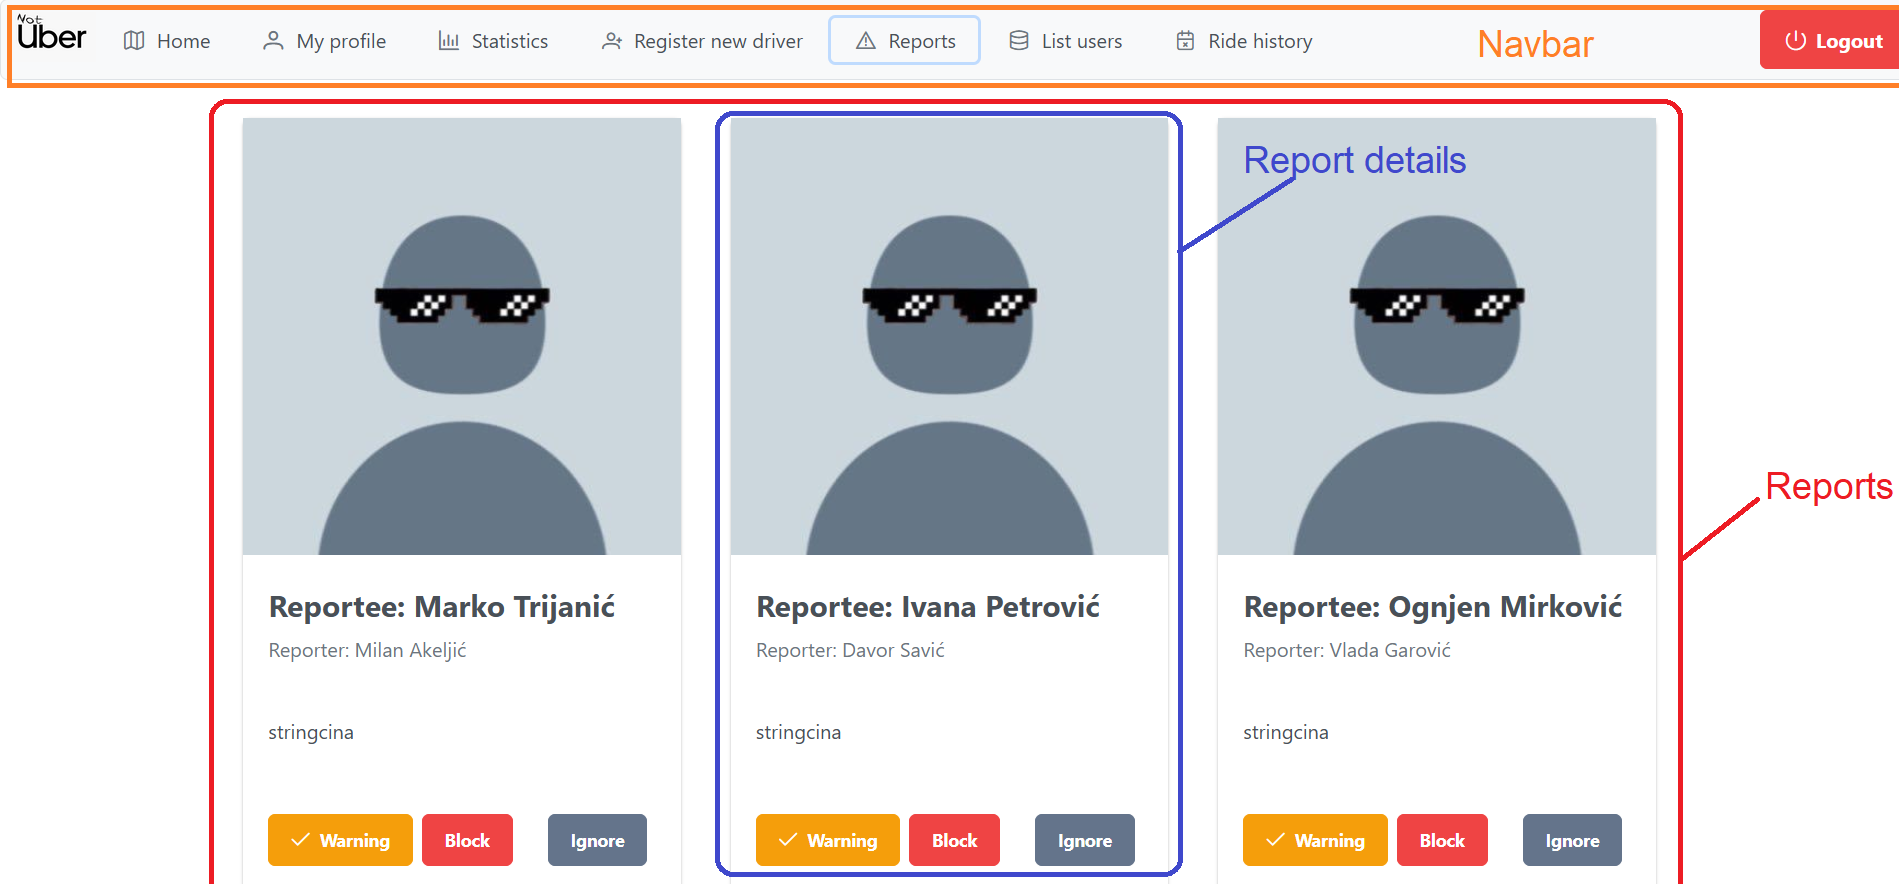 Not
Uber
Home
My profile
Statistics
Register new driver
Reports
List users
Ride history
Navbar
Logout
Report details
Reports
Reportee: Marko Trijanić
Reporter: Milan Akeljić
stringcina
Warning
Block
Ignore
Reportee: Ivana Petrović
Reporter: Davor Savić
stringcina
Warning
Block
Ignore
Reportee: Ognjen Mirković
Reporter: Vlada Garović
stringcina
Warning
Block
Ignore